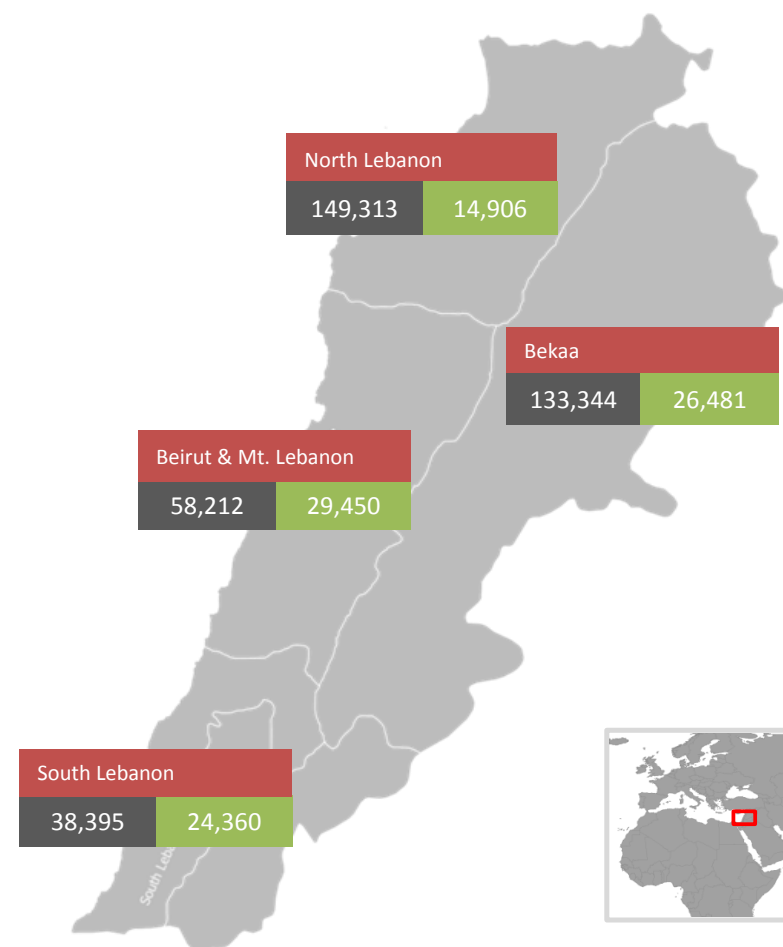 North Lebanon
149,313 14,906
Bekaa
133,344 26,481
Beirut & Mt. Lebanon
58,212 29,450
South Lebanon
38,395 24,360
South